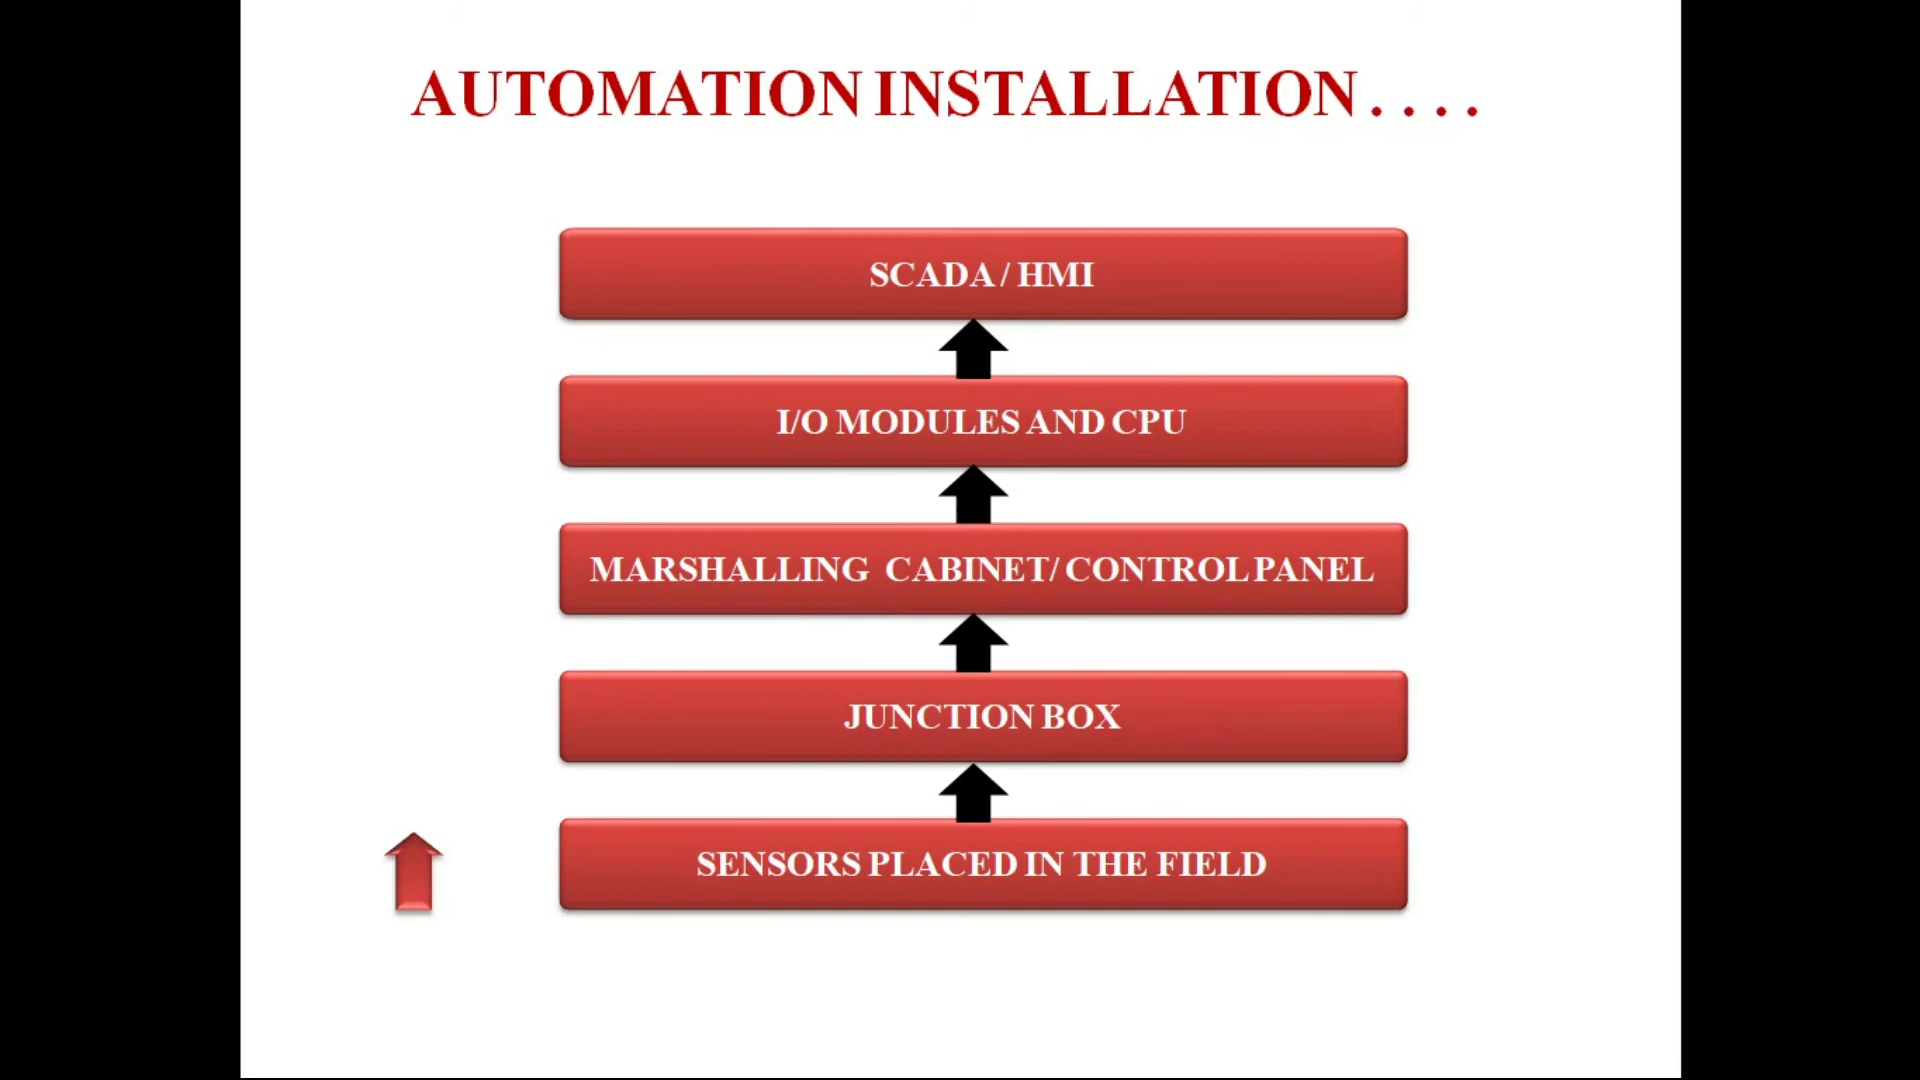 AUTOMATION INSTALLATION . . . .
SCADA / HMI
I/O MODULES AND CPU
MARSHALLING CABINET/ CONTROL PANEL
JUNCTION BOX
SENSORS PLACED IN THE FIELD